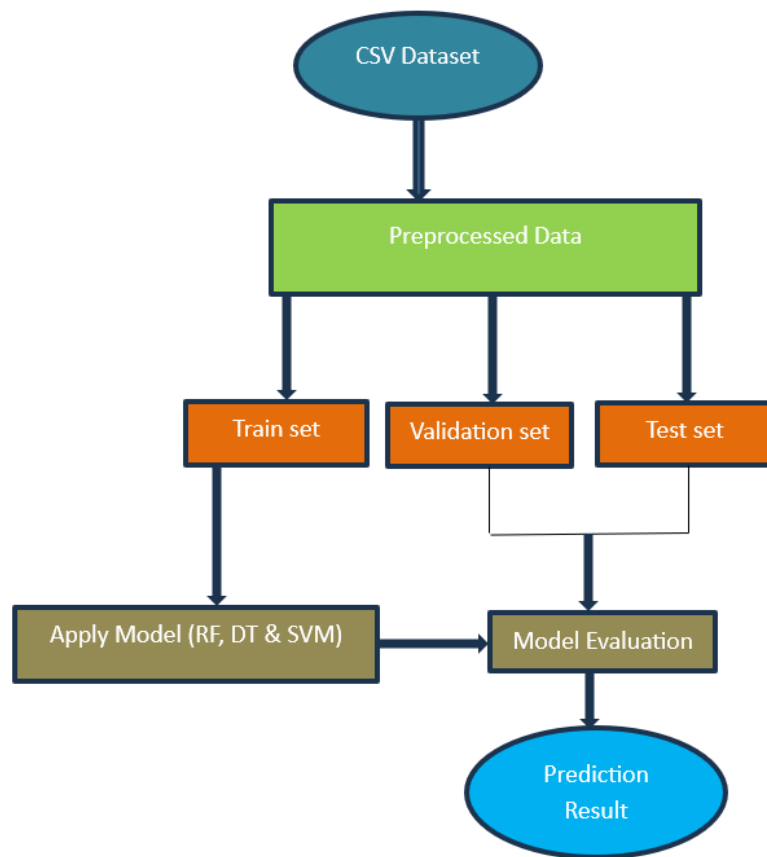 CSV Dataset
Preprocessed Data
Train set
Validation set
Test set
Apply Model (RF, DT & SVM)
Model Evaluation
Prediction
Result